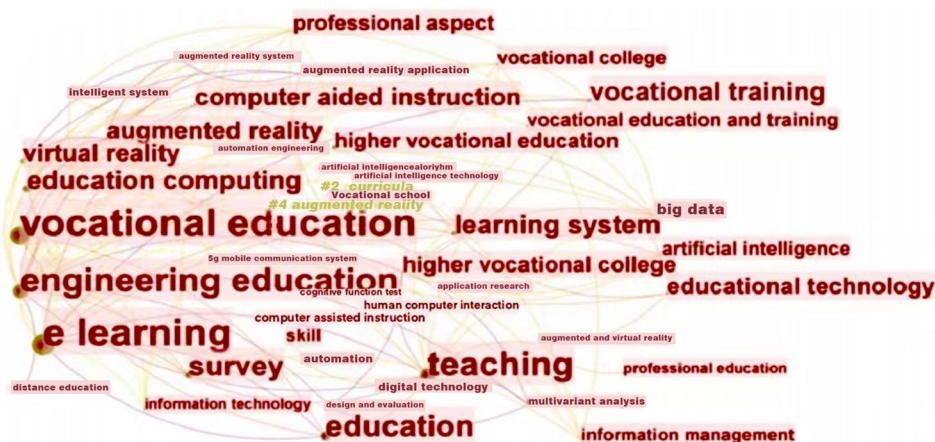 professional aspect
augmented reality system
vocational college
augmented reality application
intelligent system
computer aided instruction
vocational training
vocational education and training
augmented reality
higher vocational education
automation engineering
virtual reality
artificial intelligencealoriyhm
artificial intelligence technology
education computing
#2 curricula
Vocational school
#4 augmented reality
big data
vocational education
learning system
artificial intelligence
5g mobile communication system
higher vocational college
engineering education
application research
educational technology
cognitive function test
human computer interaction
computer assisted instruction
e learning
skill
augmented and virtual reality
survey
automation
teaching
professional education
distance education
digital technology
information technology
design and evaluation
multivariant analysis
education
information management